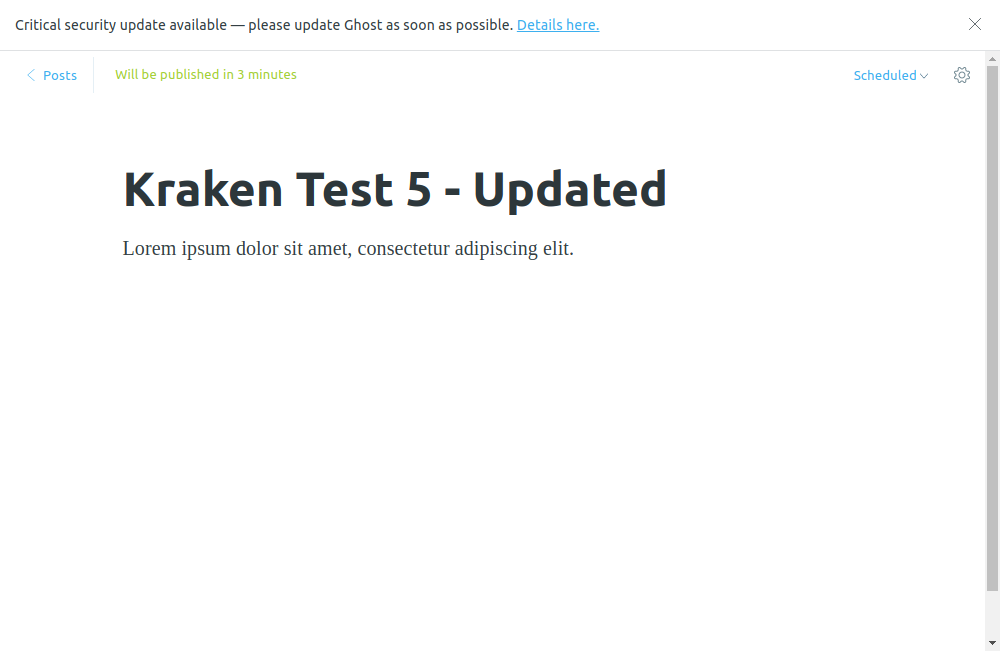 Critical security update available — please update Ghost as soon as possible. Details here.
Posts
Will be published in 3 minutes
Scheduled
Kraken Test 5 - Updated
Lorem ipsum dolor sit amet, consectetur adipiscing elit.